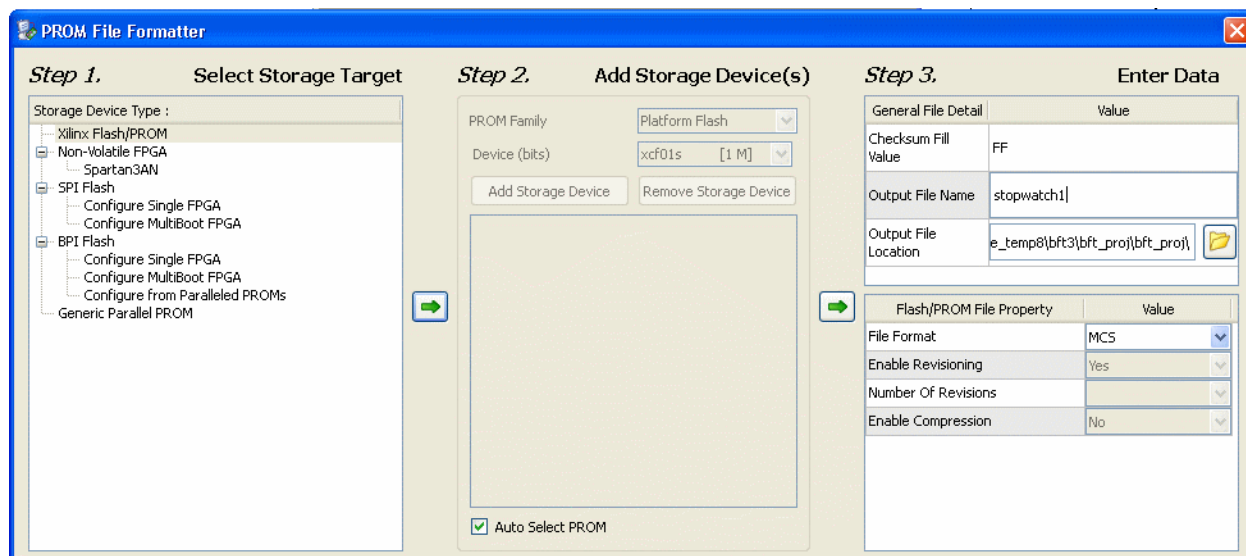 PROM File Formatter
Step 1. Select Storage Target
Storage Device Type :
Xilinx Flash/PROM
Non-Volatile FPGA
Spartan3AN
SPI Flash
Configure Single FPGA
Configure MultiBoot FPGA
BPI Flash
Configure Single FPGA
Configure MultiBoot FPGA
Configure from Paralleled PROMs
Generic Parallel PROM
Step 2. Add Storage Device(s)
PROM Family Platform Flash
Device (bits) xcf01s [1 M]
Add Storage Device Remove Storage Device
Auto Select PROM
Step 3. Enter Data
General File Detail Value
Checksum Fill
Value FF
Output File Name stopwatch1
Output File
Location e_temp8\bft3\bft_proj\bft_proj\
Flash/PROM File Property Value
File Format MCS
Enable Revisioning Yes
Number Of Revisions
Enable Compression No